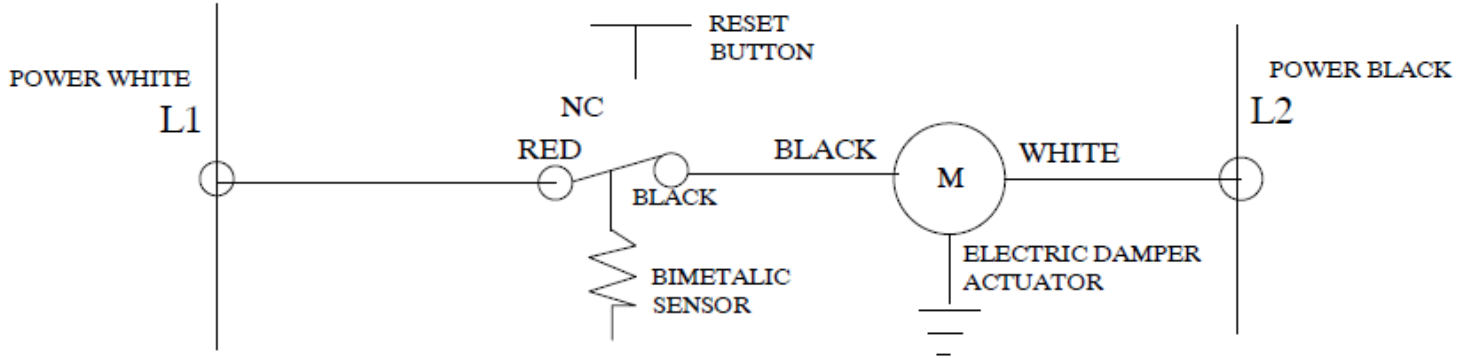 RESET
BUTTON
POWER WHITE
L1
NC
POWER BLACK
L2
RED
BLACK
BLACK
M
WHITE
BIMETALIC
SENSOR
ELECTRIC DAMPER
ACTUATOR